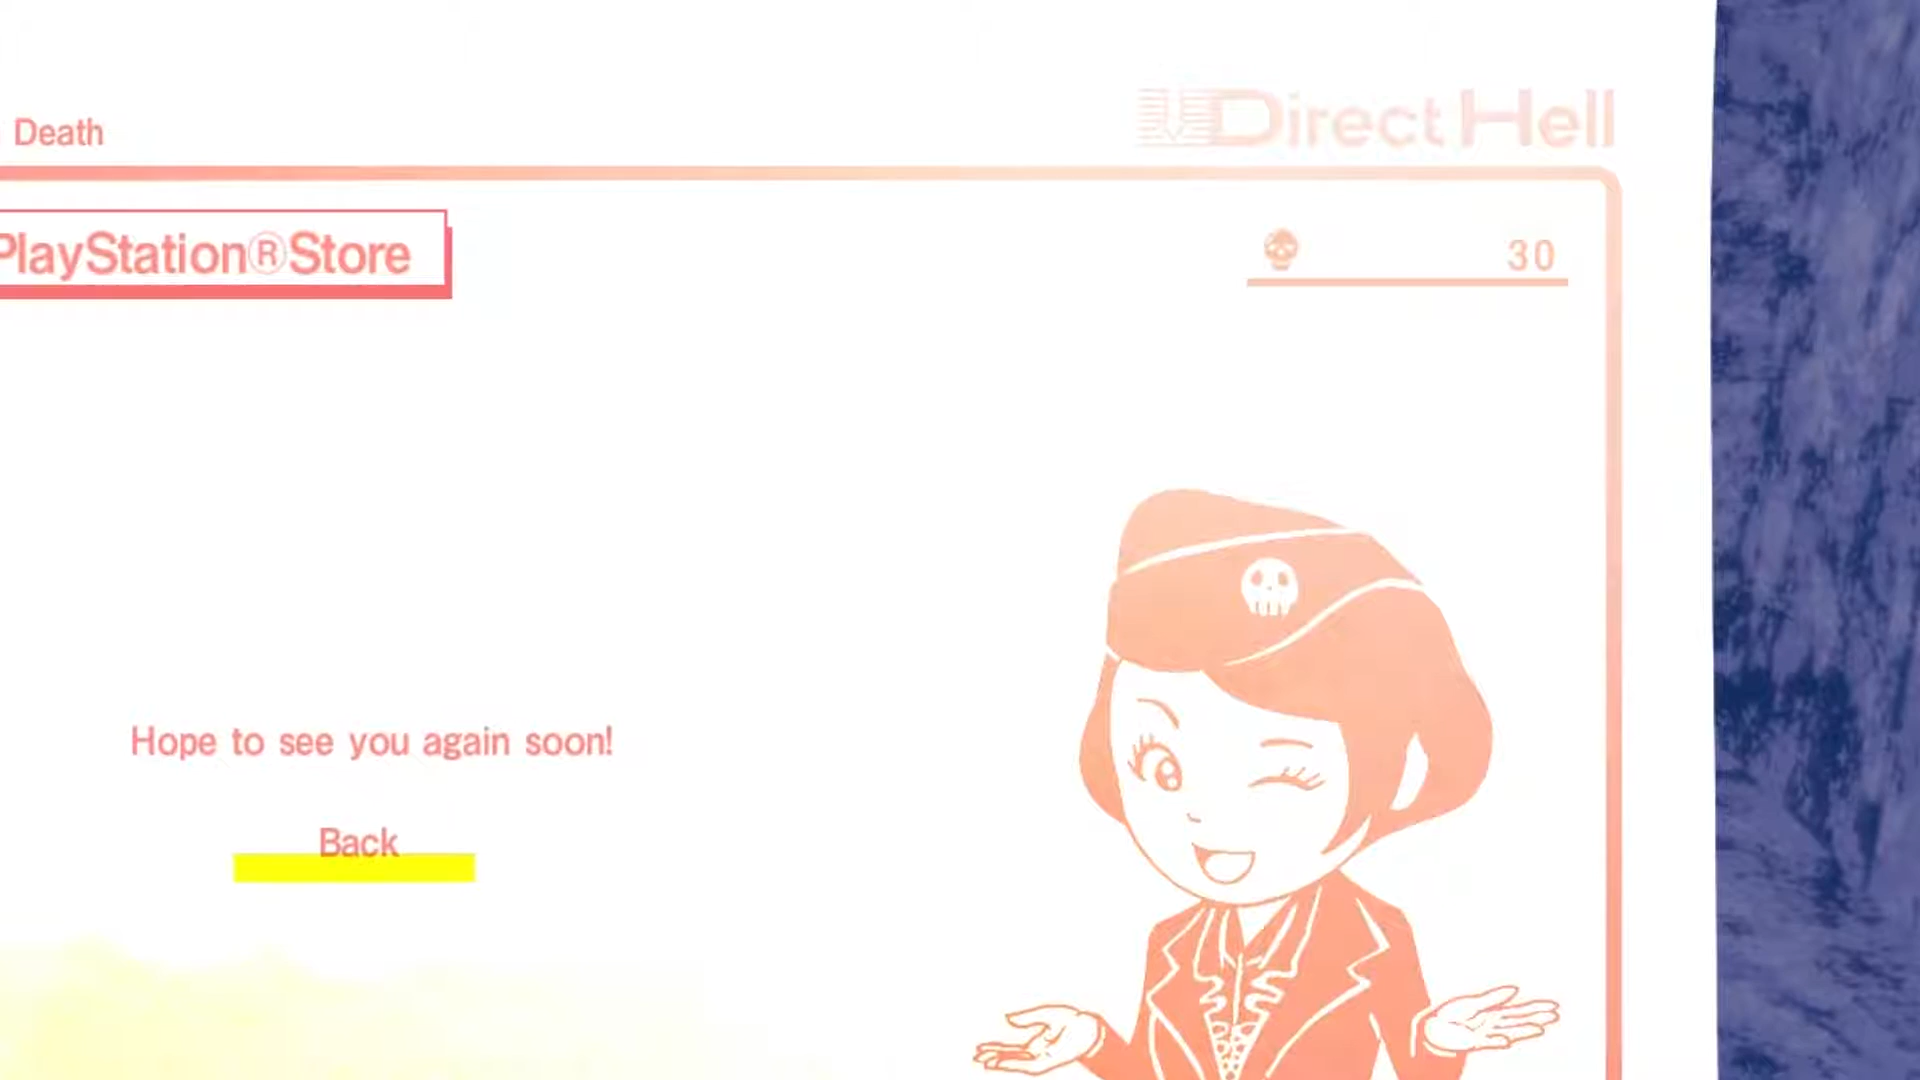 Death
Direct Hell
PlayStation®Store
30
Hope to see you again soon!
Back